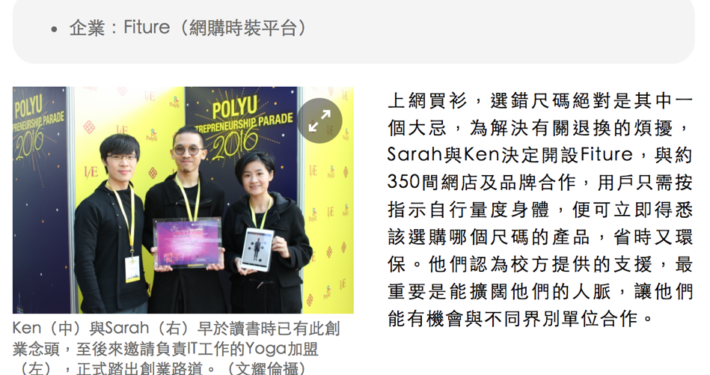 • 企業：Fiture（網購時裝平台）
POLYU
ENTREPRENEURSHIP PARADE
2016
POLYU
ENTREPRENEURSHIP PARADE
2016
I/E
PolyU
Ken（中）與Sarah（右）早於讀書時已有此創
業念頭，至後來邀請負責IT工作的Yoga加盟
（左），正式踏出創業路道。（文耀倫攝）
上網買衫，選錯尺碼絕對是其中一
個大忌，為解決有關退換的煩擾，
Sarah與Ken決定開設Fiture，與約
350間網店及品牌合作，用戶只需按
指示自行量度身體，便可立即得悉
該選購哪個尺碼的產品，省時又環
保。他們認為校方提供的支援，最
重要是能擴闊他們的人脈，讓他們
能有機會與不同界別單位合作。